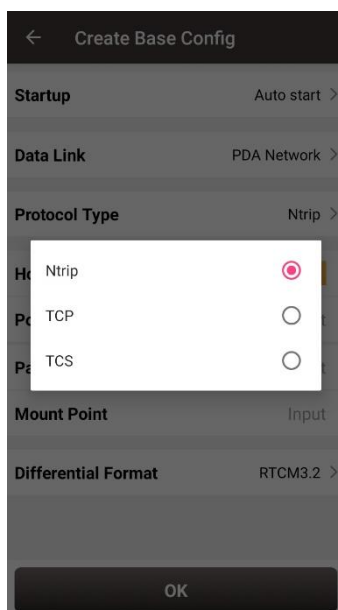 Create Base Config
Startup Auto start
Data Link PDA Network
Protocol Type Ntrip
Ntrip
TCP
TCS
Mount Point Input
Differential Format RTCM3.2
OK